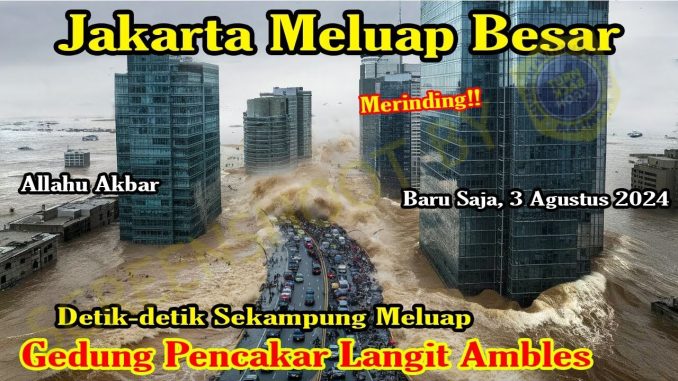 Jakarta Meluap Besar
Merinding!!
Allahu Akbar
Baru Saja, 3 Agustus 2024
Detik-detik Sekampung Meluap
Gedung Pencakar Langit Ambles